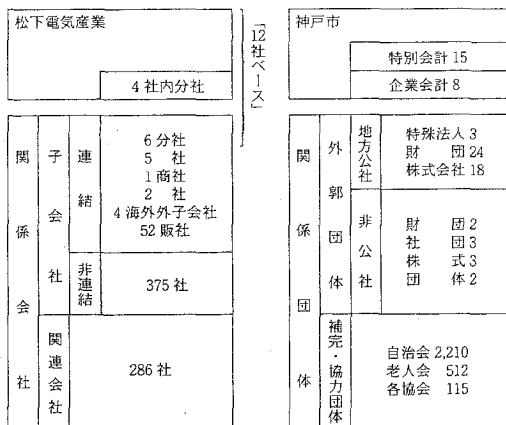 松下電気産業
4社内分社
「12社ベース」
関係会社
子会社
連結
6分社
5 社
1商社
2 社
4海外外子会社
52販社
非連結
375社
関連会社
286社
神戸市
特別会計15
企業会計8
関係団体
外郭団体
地方公社
特殊法人3
財 団24
株式会社18
非公社
財 団2
社 団3
株 式3
団 体2
補完・協力団体
自治会 2,210
老人会 512
各協会 115